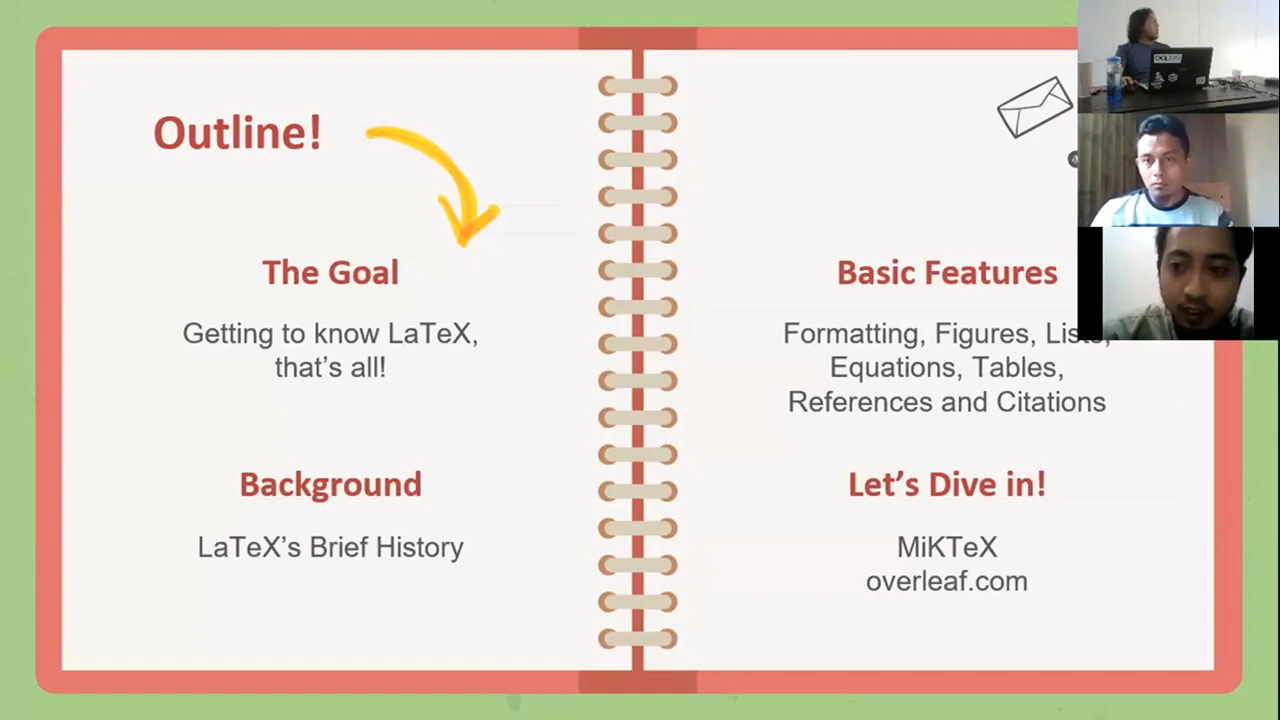 Outline!
The Goal
Getting to know LaTeX,
that’s all!
Background
LaTeX’s Brief History
Basic Features
Formatting, Figures, Lists,
Equations, Tables,
References and Citations
Let’s Dive in!
MiKTeX
overleaf.com